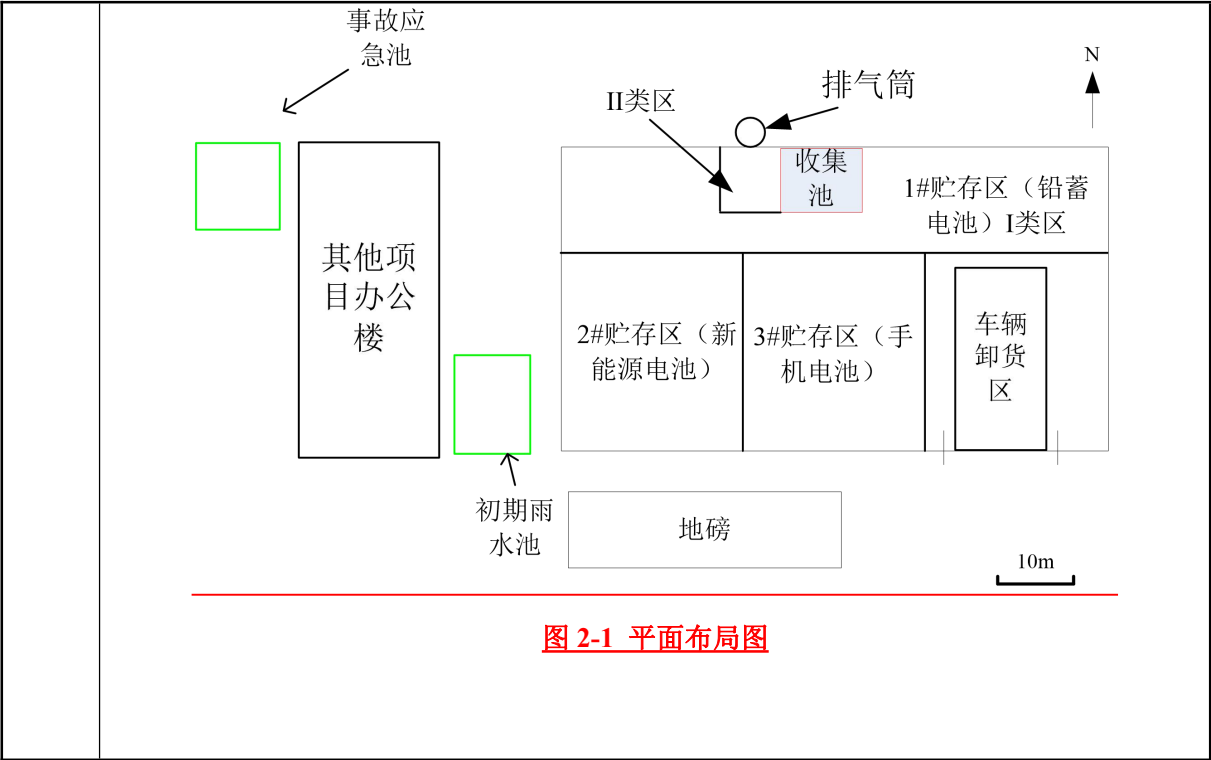 事故应
急池
N
排气筒
II类区
收集
池
1#贮存区（铅蓄
电池）I类区
其他项
目办公
楼
2#贮存区（新
能源电池）
3#贮存区（手
机电池）
车辆
卸货
区
初期雨
水池
地磅
10m
图 2-1 平面布局图